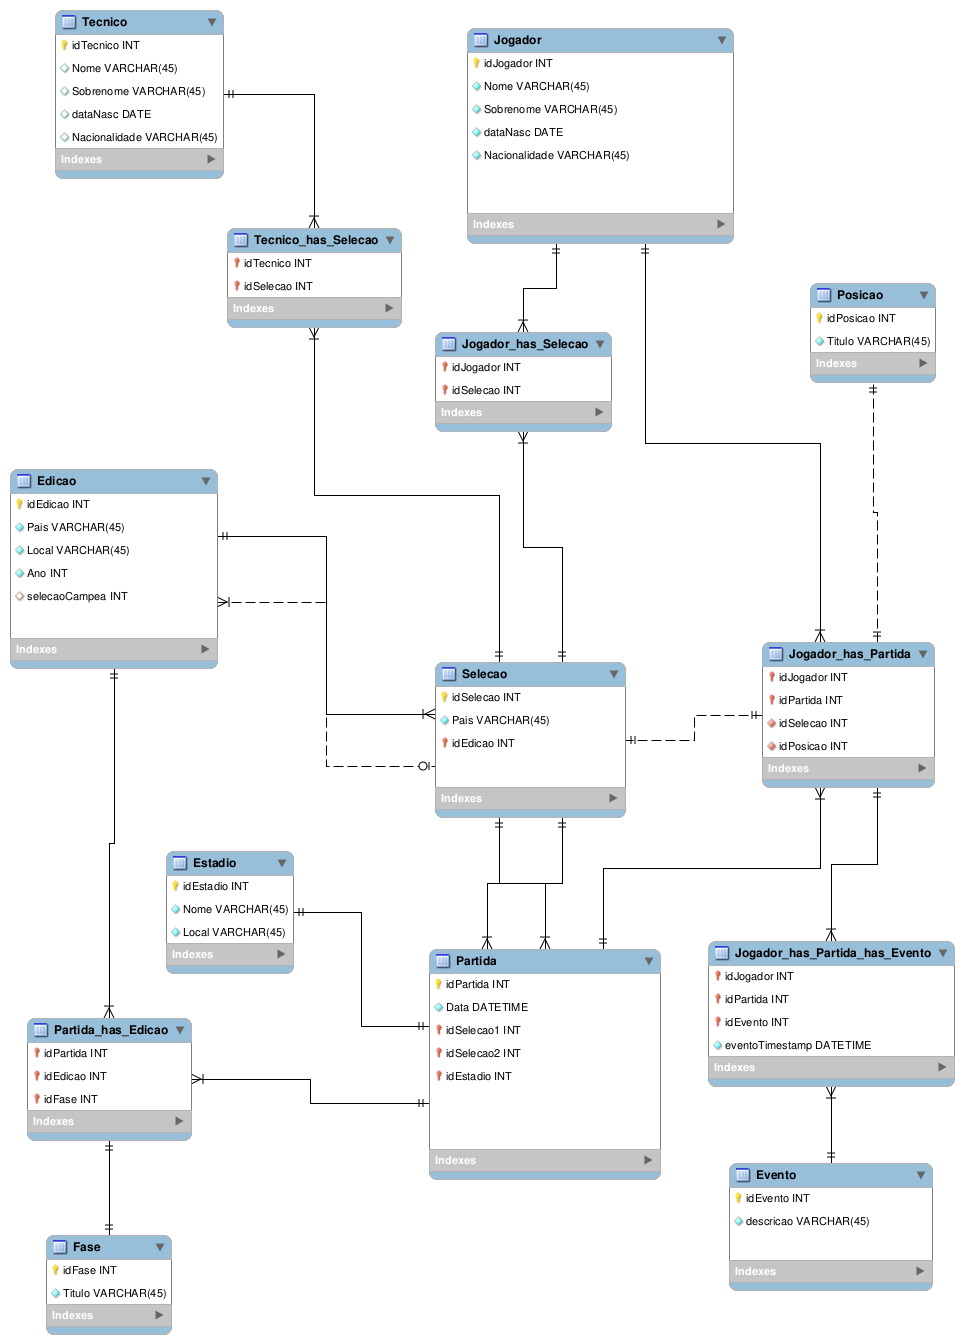 Tecnico
idTecnico INT
Nome VARCHAR(45)
Sobrenome VARCHAR(45)
dataNasc DATE
Nacionalidade VARCHAR(45)
Indexes
Jogador
idJogador INT
Nome VARCHAR(45)
Sobrenome VARCHAR(45)
dataNasc DATE
Nacionalidade VARCHAR(45)
Indexes
Tecnico_has_Selecao
idTecnico INT
idSelecao INT
Indexes
Posicao
idPosicao INT
Titulo VARCHAR(45)
Indexes
Jogador_has_Selecao
idJogador INT
idSelecao INT
Indexes
Edicao
idEdicao INT
Pais VARCHAR(45)
Local VARCHAR(45)
Ano INT
selecaoCampea INT
Indexes
Selecao
idSelecao INT
Pais VARCHAR(45)
idEdicao INT
Indexes
Jogador_has_Partida
idJogador INT
idPartida INT
idSelecao INT
idPosicao INT
Indexes
Estadio
idEstadio INT
Nome VARCHAR(45)
Local VARCHAR(45)
Indexes
Partida
idPartida INT
Data DATETIME
idSelecao1 INT
idSelecao2 INT
idEstadio INT
Indexes
Jogador_has_Partida_has_Evento
idJogador INT
idPartida INT
idEvento INT
eventoTimestamp DATETIME
Indexes
Partida_has_Edicao
idPartida INT
idEdicao INT
idFase INT
Indexes
Evento
idEvento INT
descricao VARCHAR(45)
Indexes
Fase
idFase INT
Titulo VARCHAR(45)
Indexes